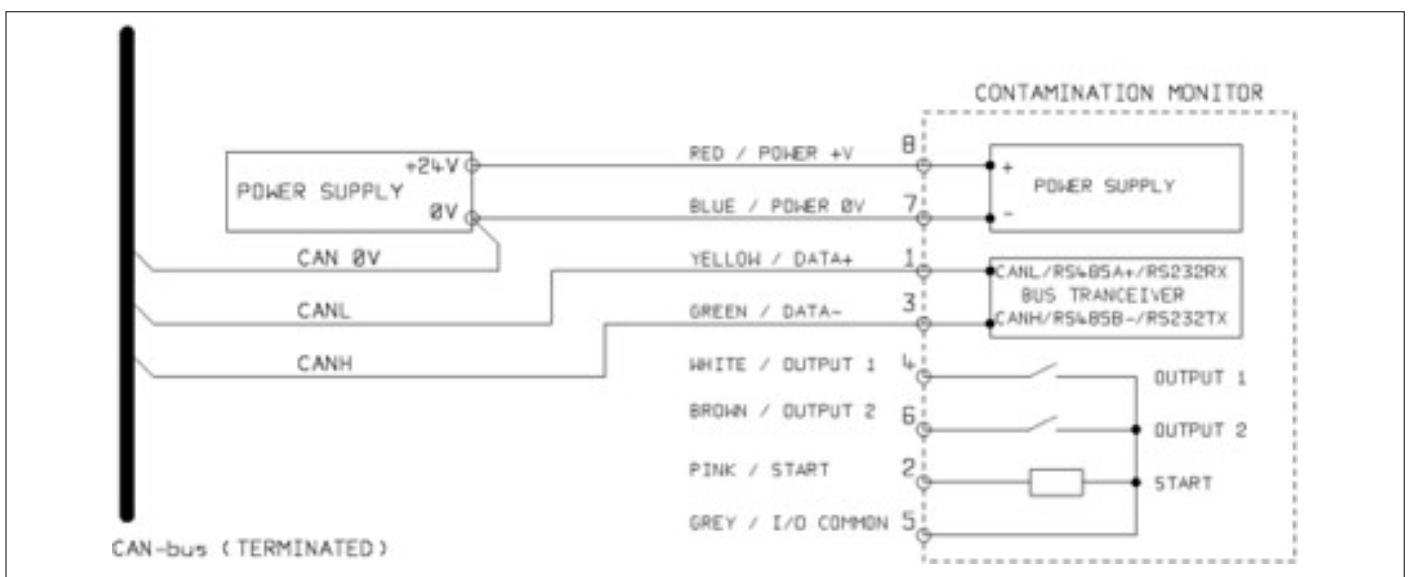 CONTAMINATION MONITOR
RED / POWER +V 8
+24V
POWER SUPPLY
0V
+
POWER SUPPLY
-
BLUE / POWER 0V 7
CAN 0V
YELLOW / DATA+ 1
CANL/RS485A+/RS232RX
BUS TRANCEIVER
CANH/RS485B-/RS232TX
CANL
GREEN / DATA- 3
CANH
WHITE / OUTPUT 1 4
OUTPUT 1
BROWN / OUTPUT 2 6
OUTPUT 2
PINK / START 2
START
GREY / I/O COMMON 5
CAN-bus (TERMINATED)